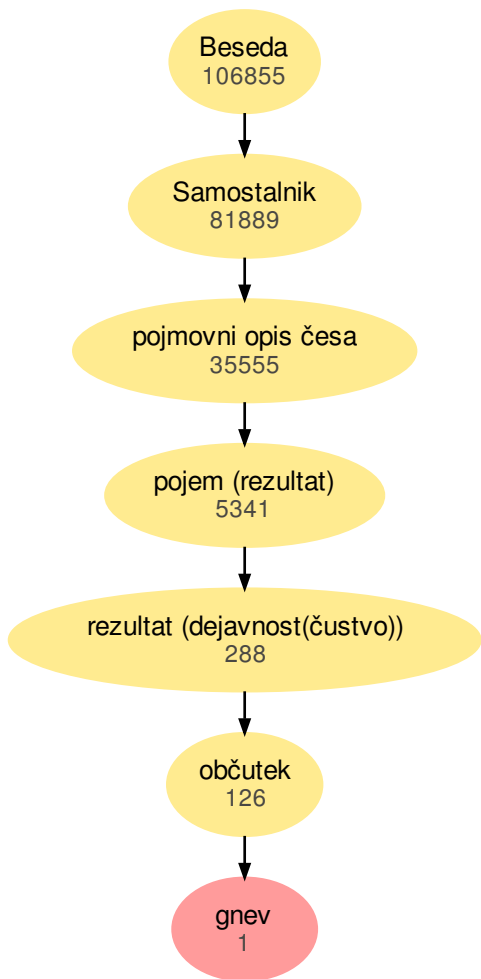 Beseda
106855
Samostalnik
81889
pojmovni opis česa
35555
pojem (rezultat)
5341
rezultat (dejavnost(čustvo))
288
občutek
126
gnev
1